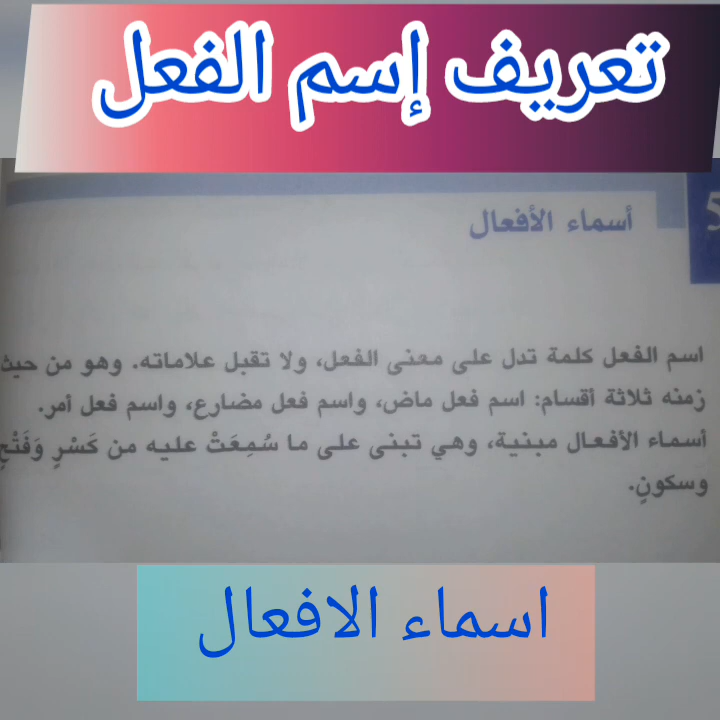 تعريف إسم الفعل
5
أسماء الأفعال
اسم الفعل كلمة تدل على معنى الفعل، ولا تقبل علاماته. وهو من حيث
زمنه ثلاثة أقسام: اسم فعل ماض، واسم فعل مضارع، واسم فعل أمر.
أسماء الأفعال مبنية، وهي تبنى على ما سُمِعَتْ عليه من كَسْرٍ وَفَتْحٍ
وسكونٍ.
اسماء الافعال